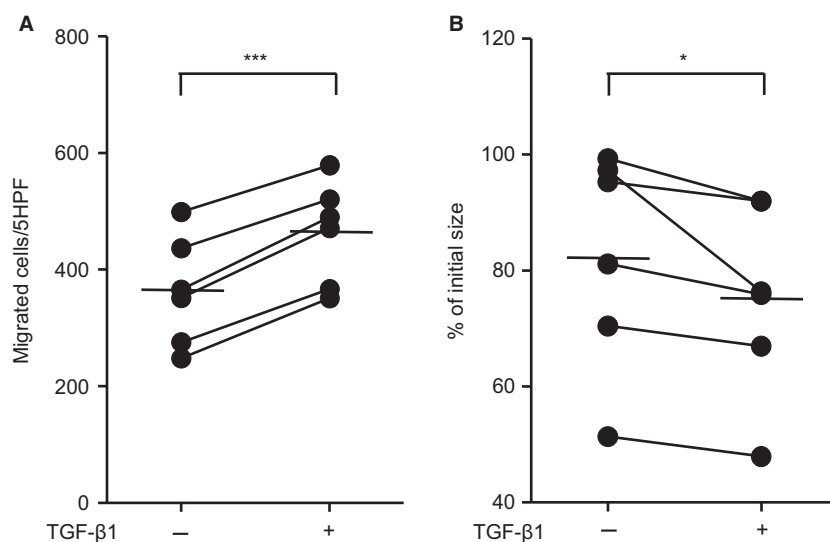 A
800
600
400
200
0
Migrated cells/5HPF
***
TGF-β1 – +
B
120
100
80
60
40
% of initial size
*
TGF-β1 – +